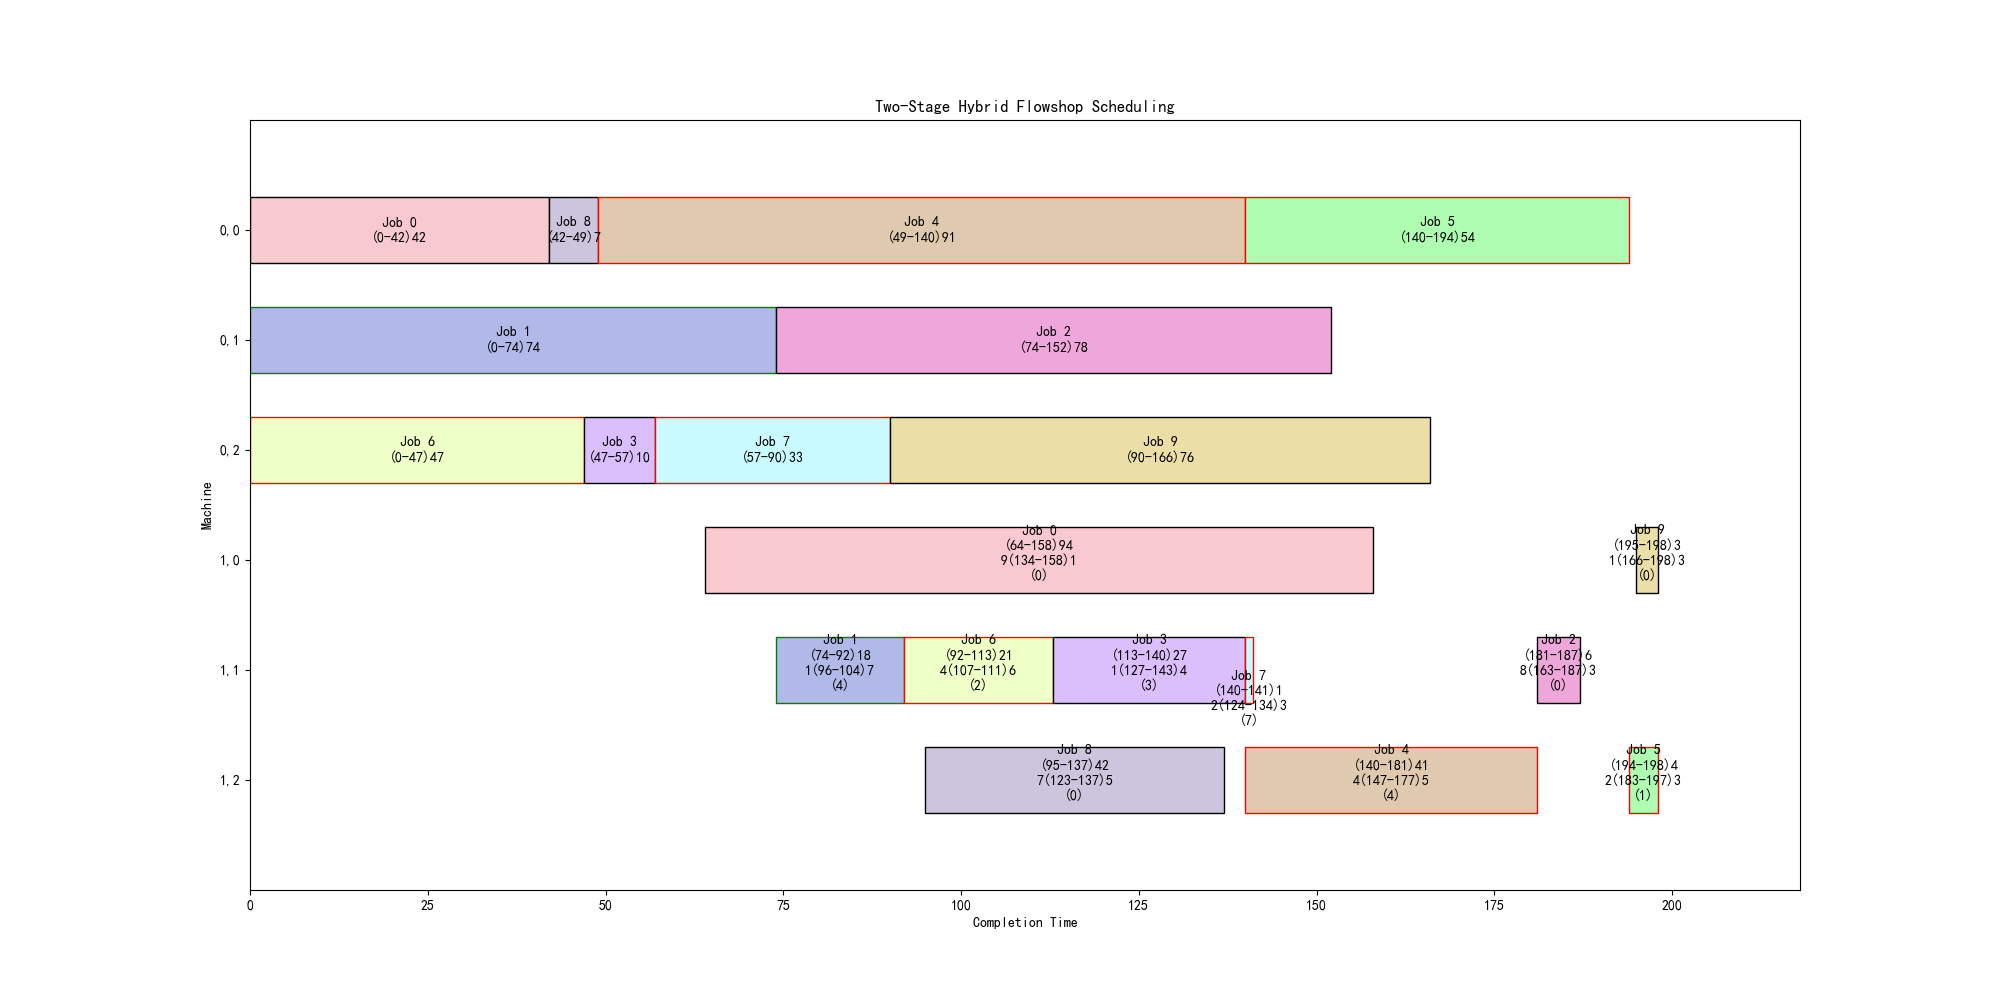 Two-Stage Hybrid Flowshop Scheduling
0,0
Job 0
(0-42)42
Job 8
(42-49)7
Job 4
(49-140)91
Job 5
(140-194)54
0,1
Job 1
(0-74)74
Job 2
(74-152)78
0,2
Job 6
(0-47)47
Job 3
(47-57)10
Job 7
(57-90)33
Job 9
(90-166)76
Machine
1,0
Job 0
(64-158)94
9(134-158)1
(0)
Job 9
(195-198)3
1(166-198)3
(0)
1,1
Job 1
(74-92)18
1(96-104)7
(4)
Job 6
(92-113)21
4(107-111)6
(2)
Job 3
(113-140)27
1(127-143)4
(3)
Job 7
(140-141)1
2(124-134)3
(7)
Job 2
(181-187)6
8(163-187)3
(0)
1,2
Job 8
(95-137)42
7(123-137)5
(0)
Job 4
(140-181)41
4(147-177)5
(4)
Job 5
(194-198)4
2(183-197)3
(1)
0
25
50
75
100
125
150
175
200
Completion Time